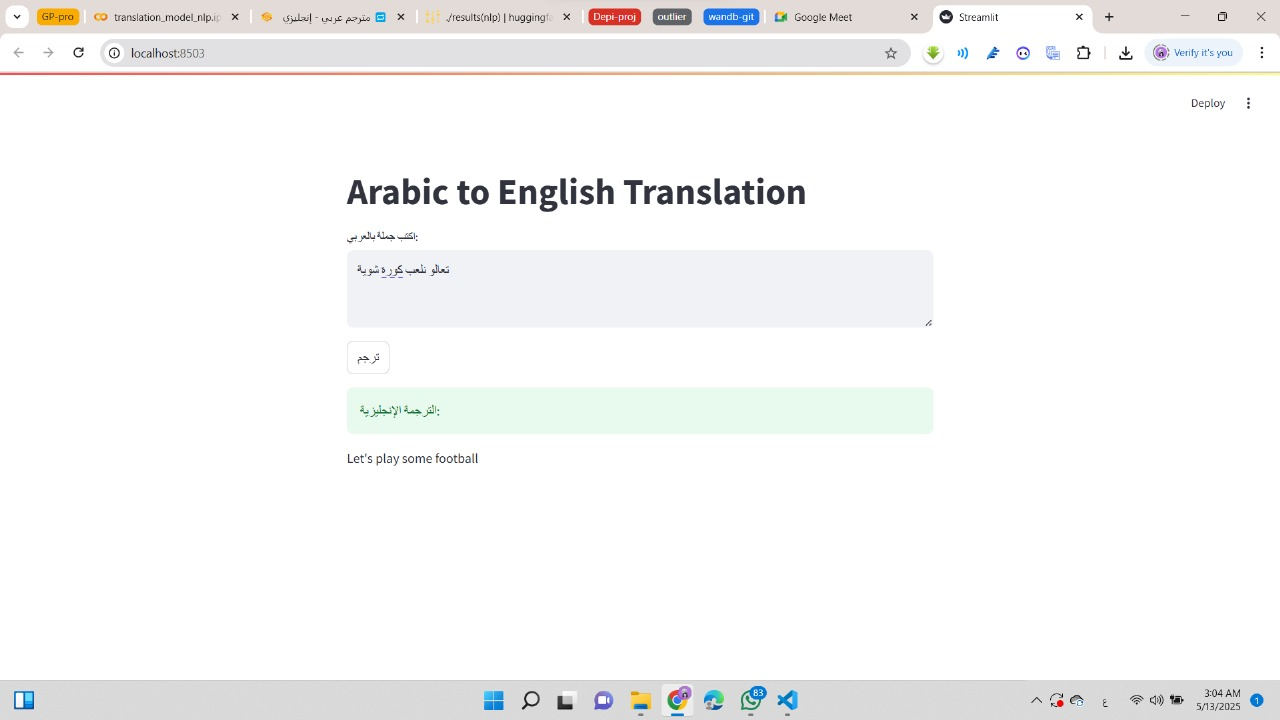 GP-pro
translation_model_phase
مترجم عربي - إنجليزي
./results/nlp | huggingfa
Depi-proj
outlier
wandb-git
Google Meet
Streamlit
localhost:8503
Verify it's you
Deploy
Arabic to English Translation
اكتب جملة بالعربي:
تعالو نلعب كورة شوية
ترجم
الترجمة الإنجليزية:
Let's play some football
83
ع
3:04 AM
5/13/2025
1